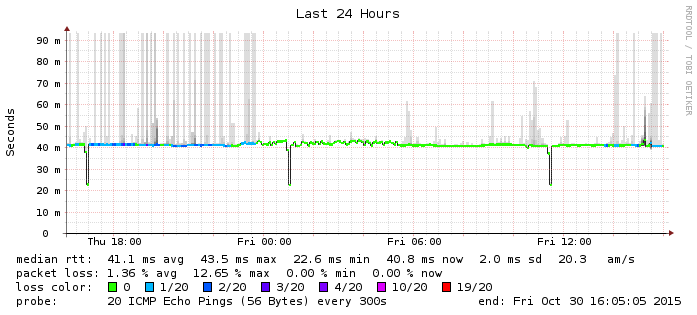 Last 24 Hours
RRDTOOL / TOBI OETIKER
Seconds
90 m
80 m
70 m
60 m
50 m
40 m
30 m
20 m
10 m
0
Thu 18:00 Fri 00:00 Fri 06:00 Fri 12:00
median rtt: 41.1 ms avg 43.5 ms max 22.6 ms min 40.8 ms now 2.0 ms sd 20.3 am/s
packet loss: 1.36 % avg 12.65 % max 0.00 % min 0.00 % now
loss color: 0 1/20 2/20 3/20 4/20 10/20 19/20
probe: 20 ICMP Echo Pings (56 Bytes) every 300s end: Fri Oct 30 16:05:05 2015